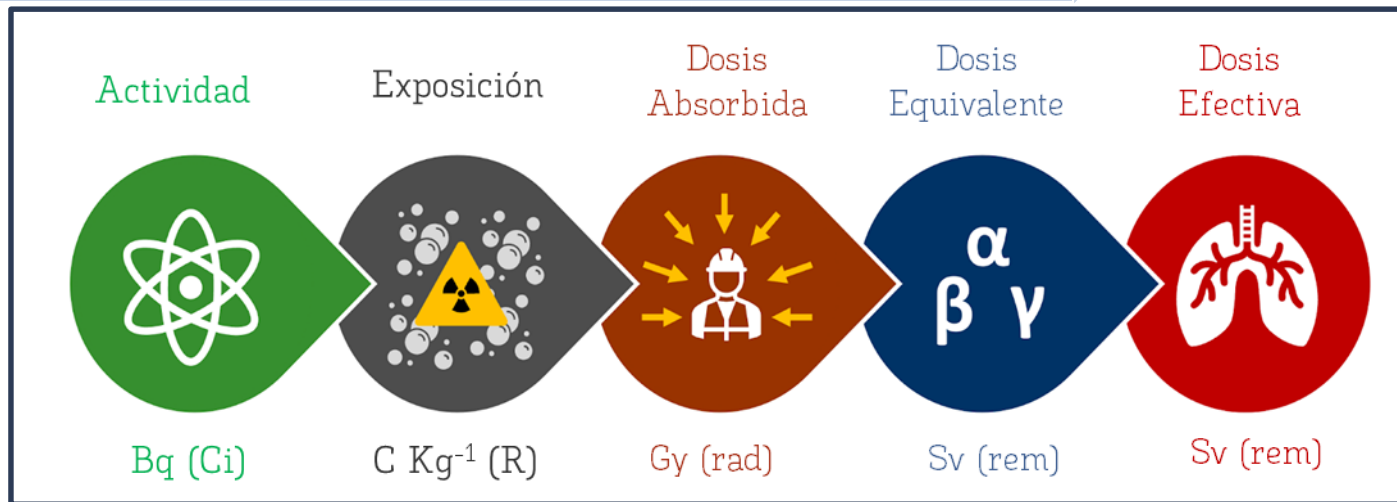 Actividad
Exposición
Dosis
Absorbida
Dosis
Equivalente
Dosis
Efectiva
α
β γ
Bq (Ci)
C Kg⁻¹ (R)
Gy (rad)
Sv (rem)
Sv (rem)